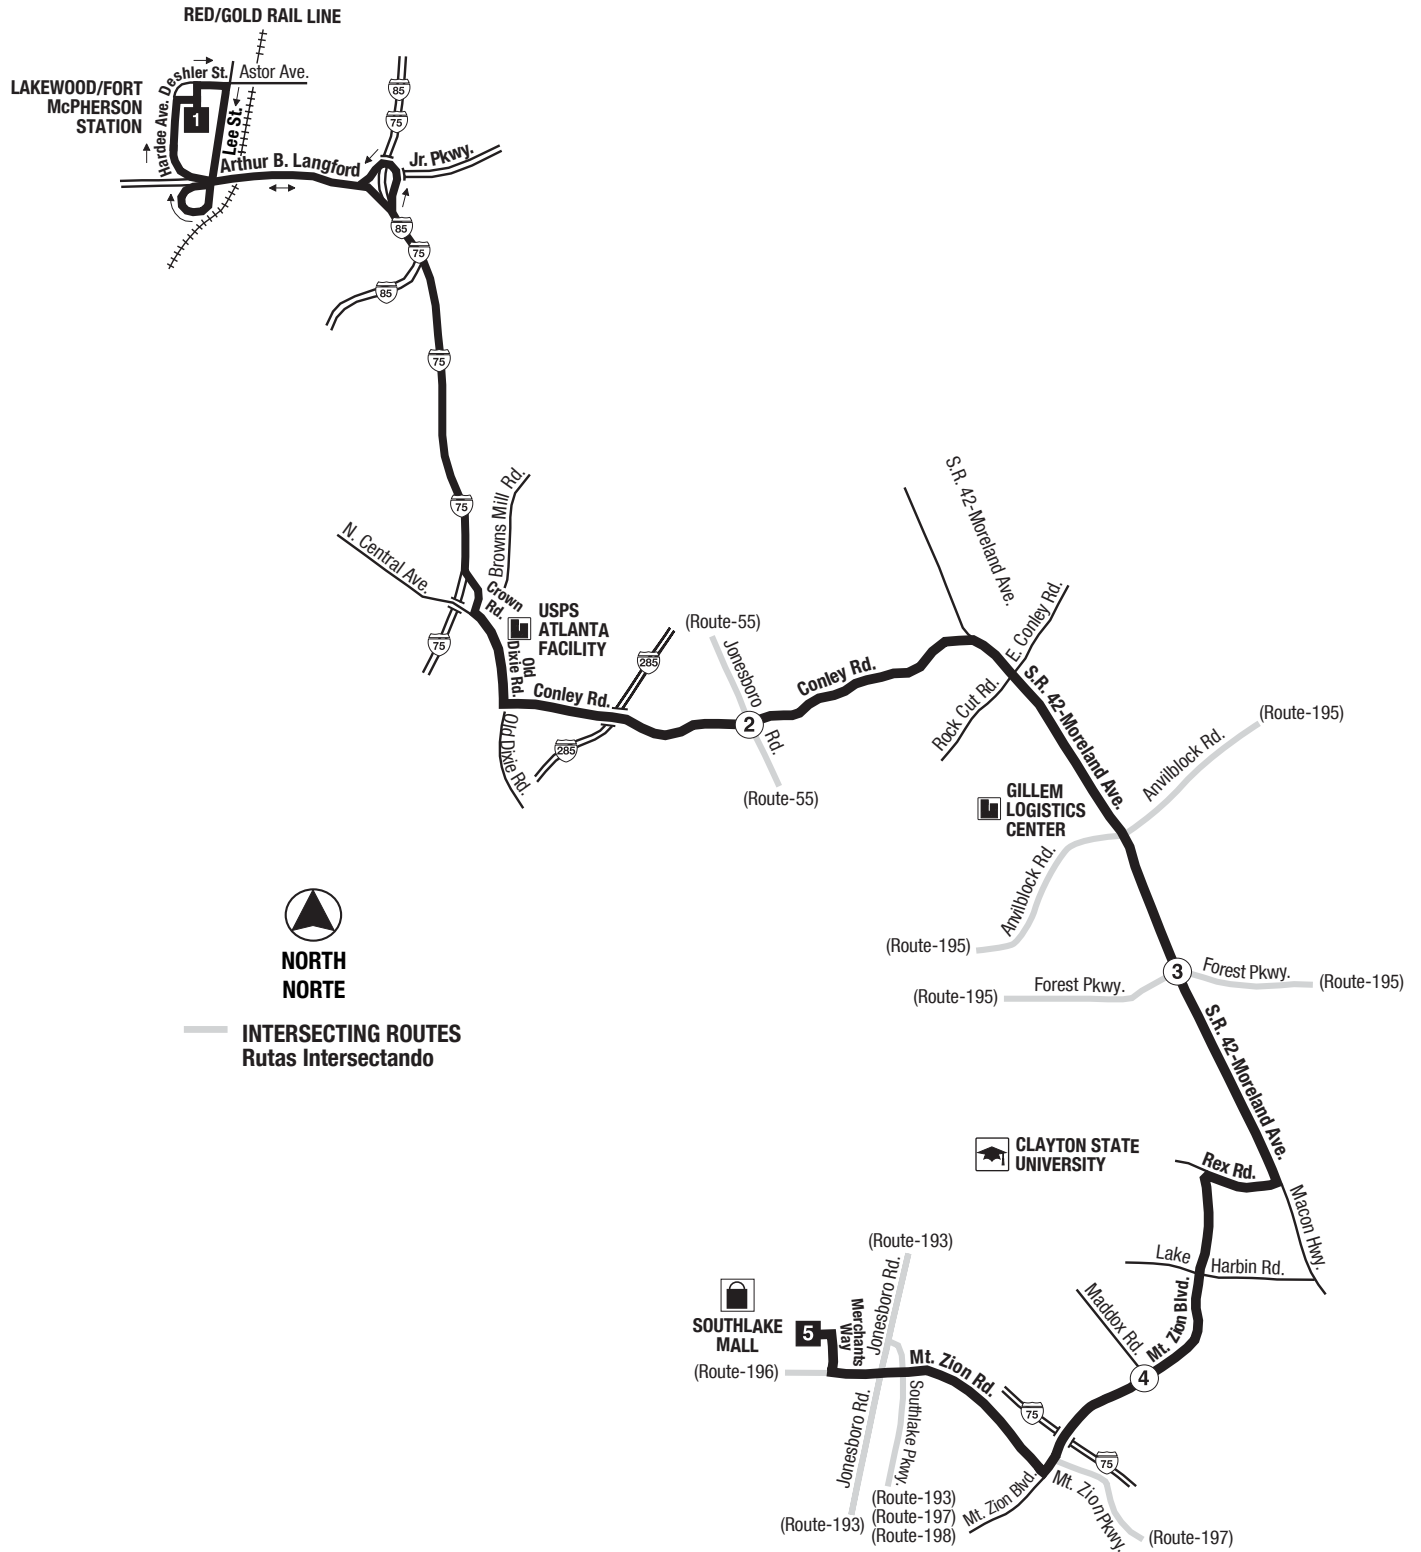 RED/GOLD RAIL LINE
Deshler St.
Astor Ave.
LAKEWOOD/FORT
McPHERSON
STATION
Hardee Ave.
1
Lee St.
85
75
Arthur B. Langford
Jr. Pkwy.
85
75
85
75
75
Browns Mill Rd.
N. Central Ave.
Crown
Rd.
USPS
ATLANTA
FACILITY
75
Old
Dixie Rd.
Conley Rd.
285
285
Old Dixie Rd.
(Route-55)
Jonesboro
2
Rd.
(Route-55)
Conley Rd.
S.R. 42-Moreland Ave.
E. Conley Rd.
Rock Cut Rd.
S.R. 42-Moreland Ave.
(Route-195)
Anvilblock Rd.
GILLEM
LOGISTICS
CENTER
Anvilblock Rd.
(Route-195)
3
Forest Pkwy.
(Route-195)
Forest Pkwy.
(Route-195)
NORTH
NORTE
INTERSECTING ROUTES
Rutas Intersectando
S.R. 42-Moreland Ave.
CLAYTON STATE
UNIVERSITY
Rex Rd.
Macon Hwy.
Lake
Harbin Rd.
Maddox Rd.
Mt. Zion Blvd.
4
(Route-193)
Jonesboro Rd.
Merchants
Way
SOUTHLAKE
MALL
5
(Route-196)
Mt. Zion Rd.
75
75
Jonesboro Rd.
Southlake Pkwy.
(Route-193)
(Route-193)
(Route-197)
(Route-198)
Mt. Zion Blvd.
Mt. Zion Pkwy.
(Route-197)